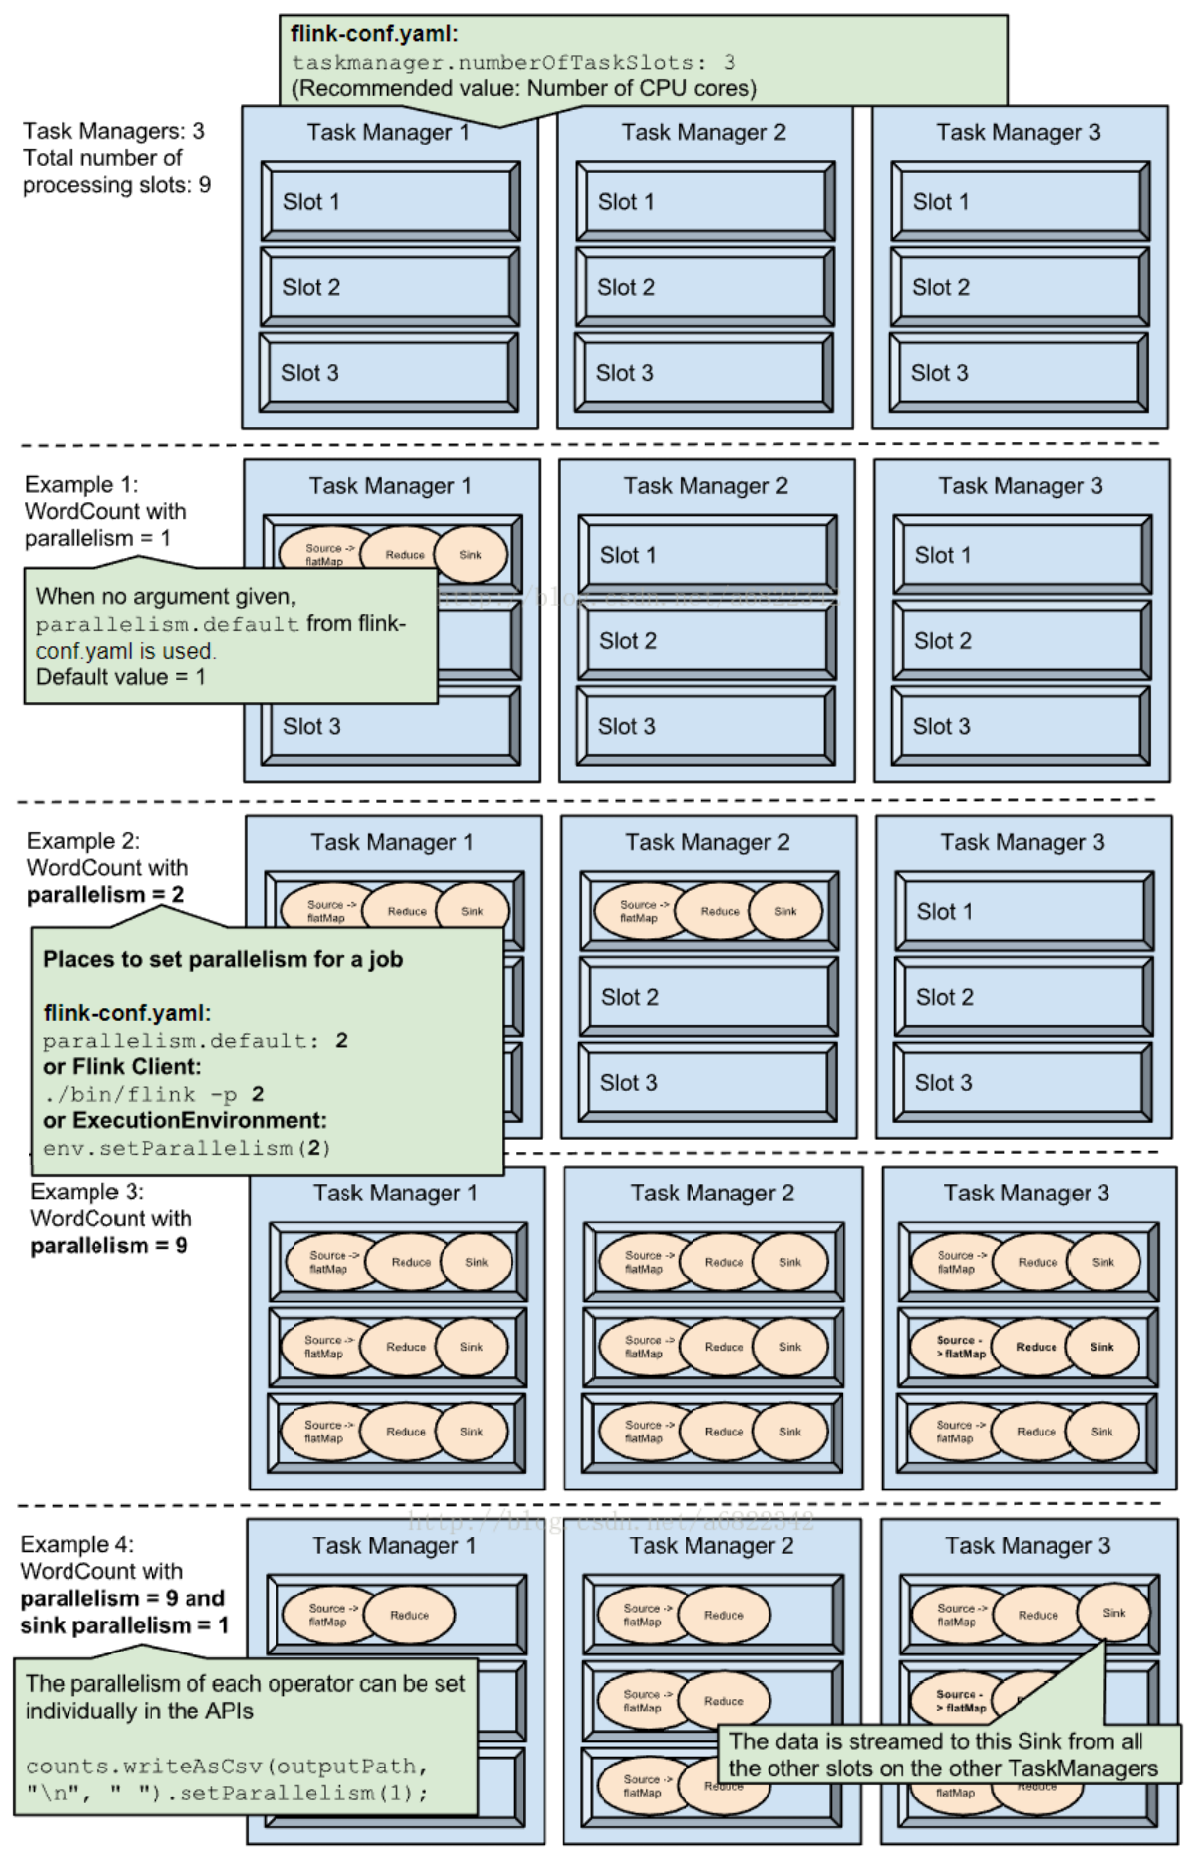 flink-conf.yaml:
taskmanager.numberOfTaskSlots: 3
(Recommended value: Number of CPU cores)
Task Managers: 3
Total number of
processing slots: 9
Task Manager 1
Slot 1
Slot 2
Slot 3
Task Manager 2
Slot 1
Slot 2
Slot 3
Task Manager 3
Slot 1
Slot 2
Slot 3
Example 1:
WordCount with
parallelism = 1
When no argument given,
parallelism.default from flink-
conf.yaml is used.
Default value = 1
Task Manager 1
Source ->
flatMap
Reduce
Sink
Slot 3
Task Manager 2
Slot 1
Slot 2
Slot 3
Task Manager 3
Slot 1
Slot 2
Slot 3
Example 2:
WordCount with
parallelism = 2
Places to set parallelism for a job
flink-conf.yaml:
parallelism.default: 2
or Flink Client:
./bin/flink -p 2
or ExecutionEnvironment:
env.setParallelism(2)
Task Manager 1
Source ->
flatMap
Reduce
Sink
Task Manager 2
Source ->
flatMap
Reduce
Sink
Slot 2
Slot 3
Task Manager 3
Slot 1
Slot 2
Slot 3
Example 3:
WordCount with
parallelism = 9
Task Manager 1
Source ->
flatMap
Reduce
Sink
Source ->
flatMap
Reduce
Sink
Source ->
flatMap
Reduce
Sink
Task Manager 2
Source ->
flatMap
Reduce
Sink
Source ->
flatMap
Reduce
Sink
Source ->
flatMap
Reduce
Sink
Task Manager 3
Source ->
flatMap
Reduce
Sink
Source -
> flatMap
Reduce
Sink
Source ->
flatMap
Reduce
Sink
http://blog.csdn.net/a6822342
Example 4:
WordCount with
parallelism = 9 and
sink parallelism = 1
The parallelism of each operator can be set
individually in the APIs
counts.writeAsCsv(outputPath,
"\n", " ").setParallelism(1);
Task Manager 1
Source ->
flatMap
Reduce
Task Manager 2
Source ->
flatMap
Reduce
Source ->
flatMap
Reduce
Source ->
flatMap
Reduce
Task Manager 3
Source ->
flatMap
Reduce
Sink
Source -
> flatMap
The data is streamed to this Sink from all
the other slots on the other TaskManagers
flatMap
Reduce